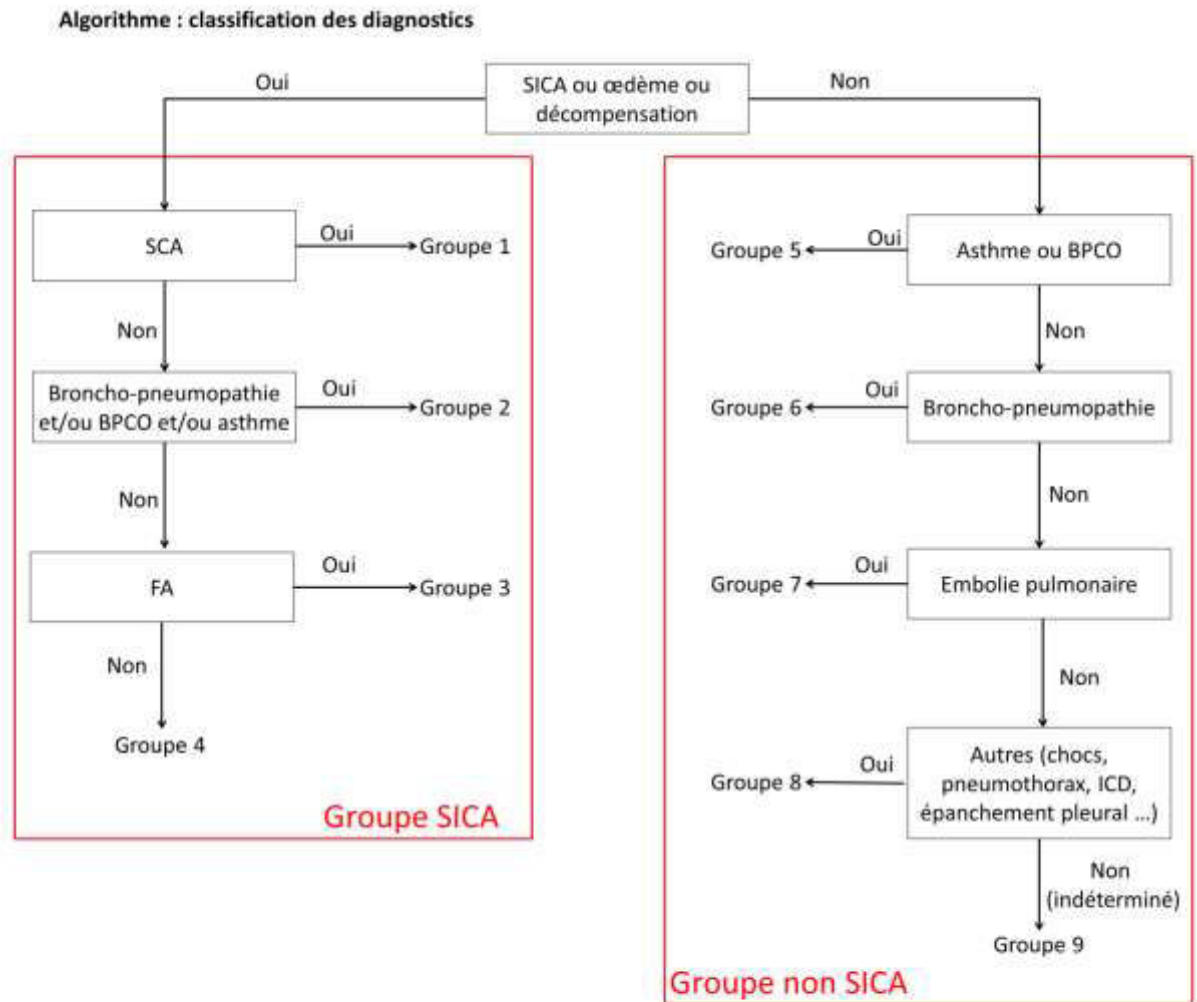 Algorithme : classification des diagnostics
SICA ou œdème ou
décompensation
Oui
Non
SCA
Oui
Groupe 1
Non
Broncho-pneumopathie
et/ou BPCO et/ou asthme
Oui
Groupe 2
Non
FA
Oui
Groupe 3
Non
Groupe 4
Groupe SICA
Asthme ou BPCO
Oui
Groupe 5
Non
Broncho-pneumopathie
Oui
Groupe 6
Non
Embolie pulmonaire
Oui
Groupe 7
Non
Autres (chocs,
pneumothorax, ICD,
épanchement pleural ...)
Oui
Groupe 8
Non
(indéterminé)
Groupe 9
Groupe non SICA